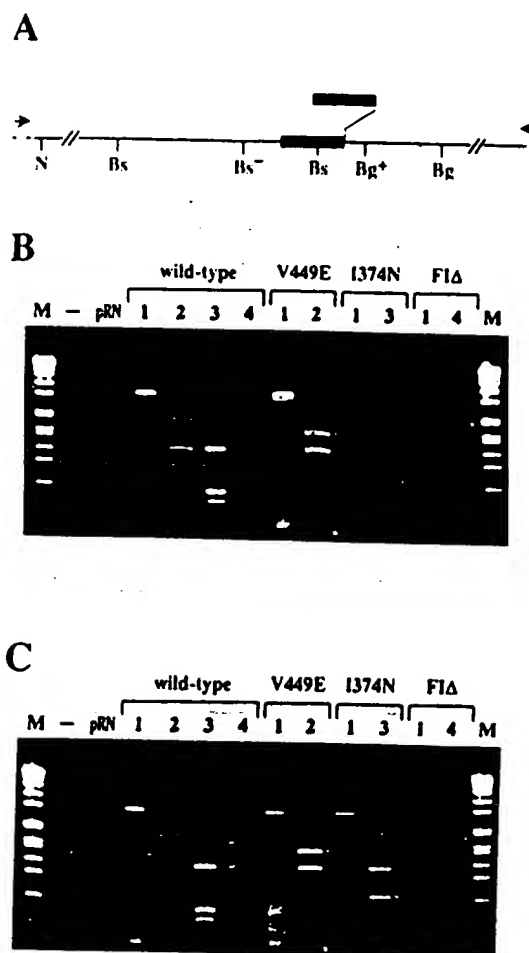 A
N Bs Bs⁻ Bs Bg⁺ Bg
B
wild-type V449E I374N F1Δ
M – pRN 1 2 3 4 1 2 1 3 1 4 M
C
wild-type V449E I374N F1Δ
M – pRN 1 2 3 4 1 2 1 3 1 4 M